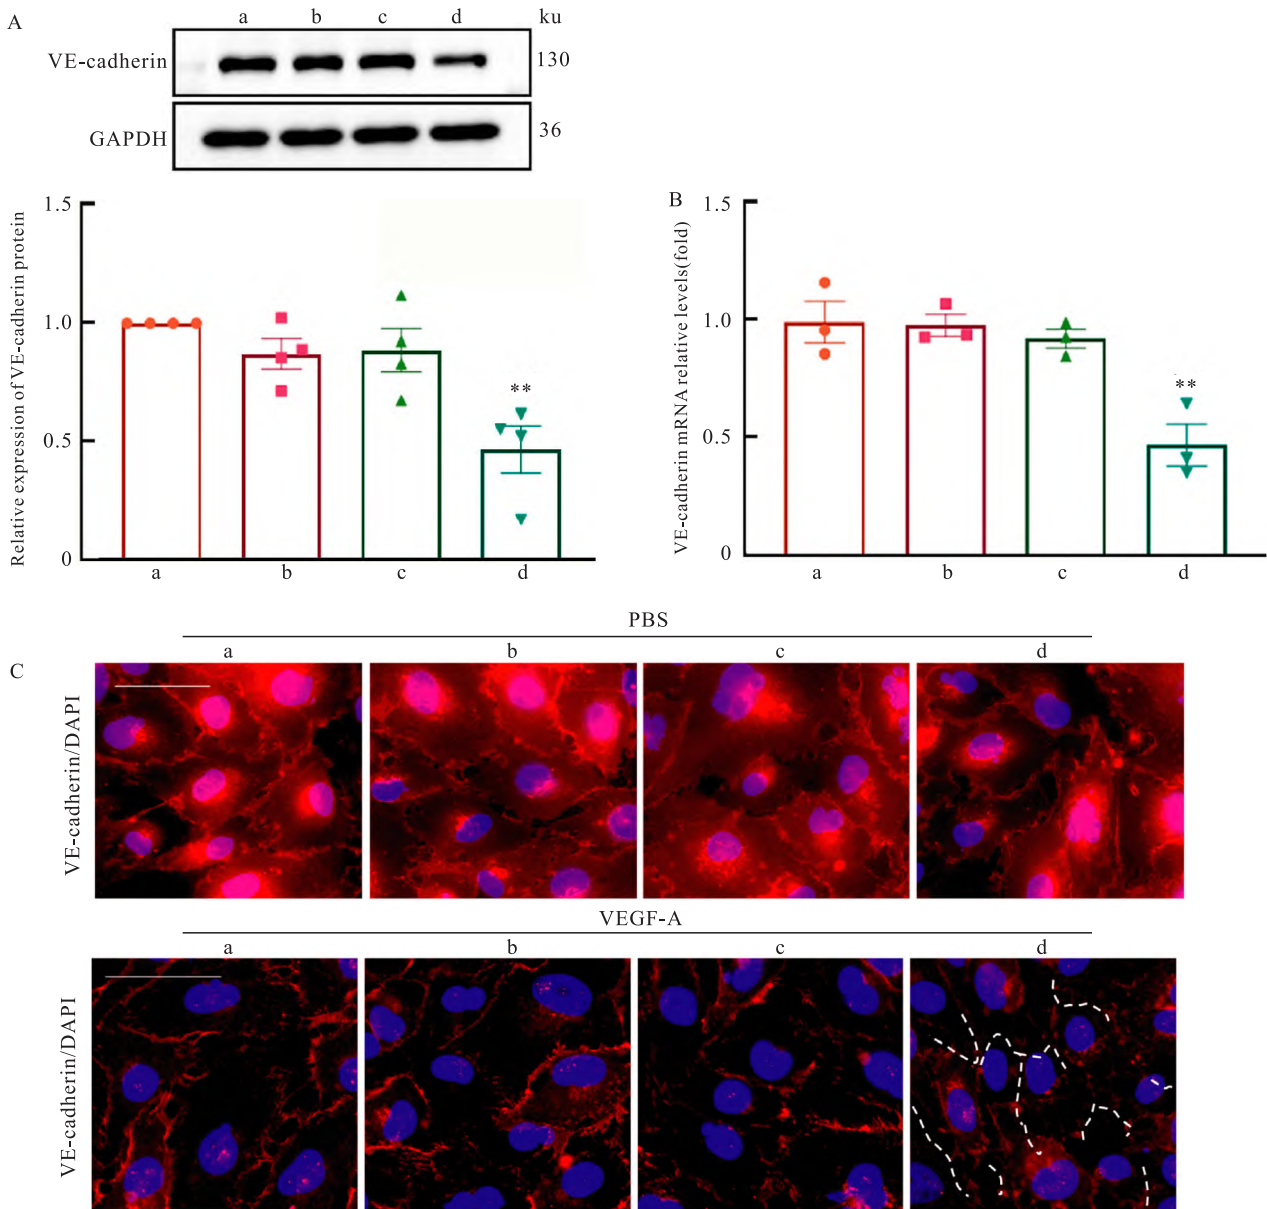 A
a b c d ku
VE-cadherin 130
GAPDH 36
Relative expression of VE-cadherin protein
1.5
1.0
0.5
0
**
a b c d
B
VE-cadherin mRNA relative levels(fold)
1.5
1.0
0.5
0
**
a b c d
C
PBS
a b c d
VE-cadherin/DAPI
VEGF-A
a b c d
VE-cadherin/DAPI